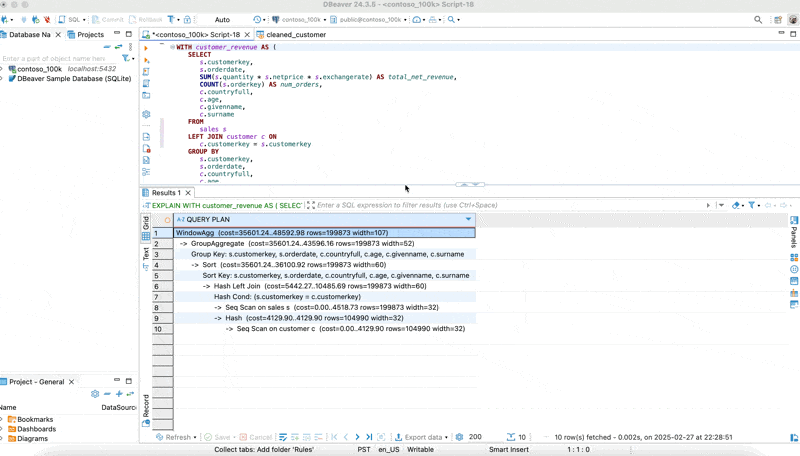 DBeaver 24.3.5 - Script-18
SQL Commit Rollback T Auto contoso_100k public@contoso_100k
Database Na Projects
*<contoso_100k> Script-18 cleaned_customer
Enter a part of object name here
contoso_100k localhost:5432
DBeaver Sample Database (SQLite)
WITH customer_revenue AS (
SELECT
s.customerkey,
s.orderdate,
SUM(s.quantity * s.netprice * s.exchangerate) AS total_net_revenue,
COUNT(s.orderkey) AS num_orders,
c.countryfull,
c.age,
c.givenname,
c.surname
FROM
sales s
LEFT JOIN customer c ON
c.customerkey = s.customerkey
GROUP BY
s.customerkey,
s.orderdate,
c.countryfull,
c.age,
Results 1
EXPLAIN WITH customer_revenue AS ( SELEC Enter a SQL expression to filter results (use Ctrl+Space)
Grid
Text
Record
Panels
A-Z QUERY PLAN
1 WindowAgg (cost=35601.24..48592.98 rows=199873 width=107)
2 -> GroupAggregate (cost=35601.24..43596.16 rows=199873 width=52)
3 Group Key: s.customerkey, s.orderdate, c.countryfull, c.age, c.givenname, c.surname
4 -> Sort (cost=35601.24..36100.92 rows=199873 width=60)
5 Sort Key: s.customerkey, s.orderdate, c.countryfull, c.age, c.givenname, c.surname
6 -> Hash Left Join (cost=5442.27..10485.69 rows=199873 width=60)
7 Hash Cond: (s.customerkey = c.customerkey)
8 -> Seq Scan on sales s (cost=0.00..4518.73 rows=199873 width=32)
9 -> Hash (cost=4129.90..4129.90 rows=104990 width=32)
10 -> Seq Scan on customer c (cost=0.00..4129.90 rows=104990 width=32)
Project - General
Name DataSourc
Bookmarks
Dashboards
Diagrams
Refresh Save Cancel Export data 200 10 10 row(s) fetched - 0.002s, on 2025-02-27 at 22:28:51
Collect tabs: Add folder 'Rules' PST en_US Writable Smart Insert 1 : 1 : 0